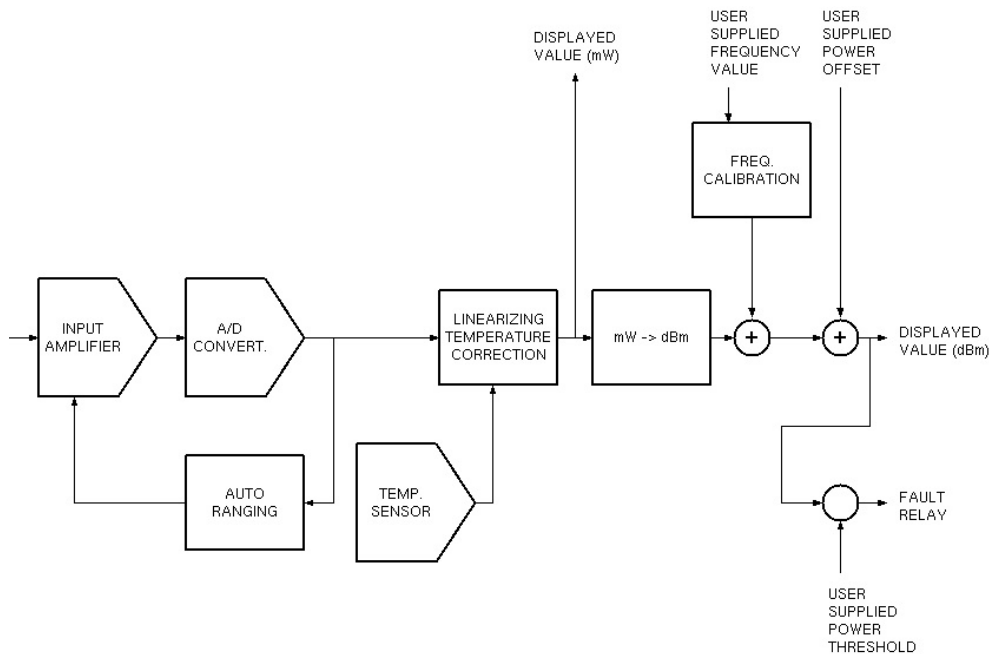 DISPLAYED
VALUE (mW)
USER
SUPPLIED
FREQUENCY
VALUE
USER
SUPPLIED
POWER
OFFSET
FREQ.
CALIBRATION
INPUT
AMPLIFIER
A/D
CONVERT.
LINEARIZING
TEMPERATURE
CORRECTION
mW -> dBm
+
+
DISPLAYED
VALUE (dBm)
AUTO
RANGING
TEMP.
SENSOR
FAULT
RELAY
USER
SUPPLIED
POWER
THRESHOLD